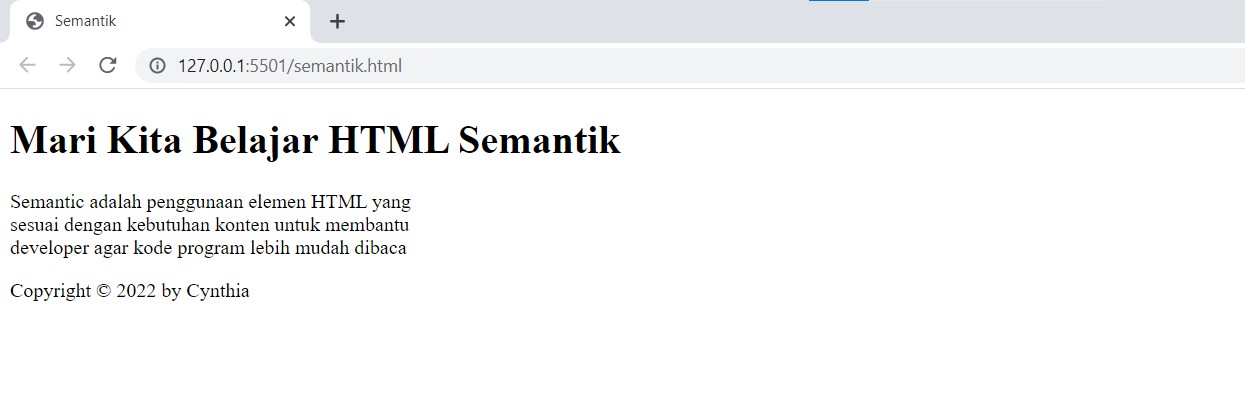 Semantik
127.0.0.1:5501/semantik.html
Mari Kita Belajar HTML Semantik
Semantic adalah penggunaan elemen HTML yang
sesuai dengan kebutuhan konten untuk membantu
developer agar kode program lebih mudah dibaca
Copyright © 2022 by Cynthia